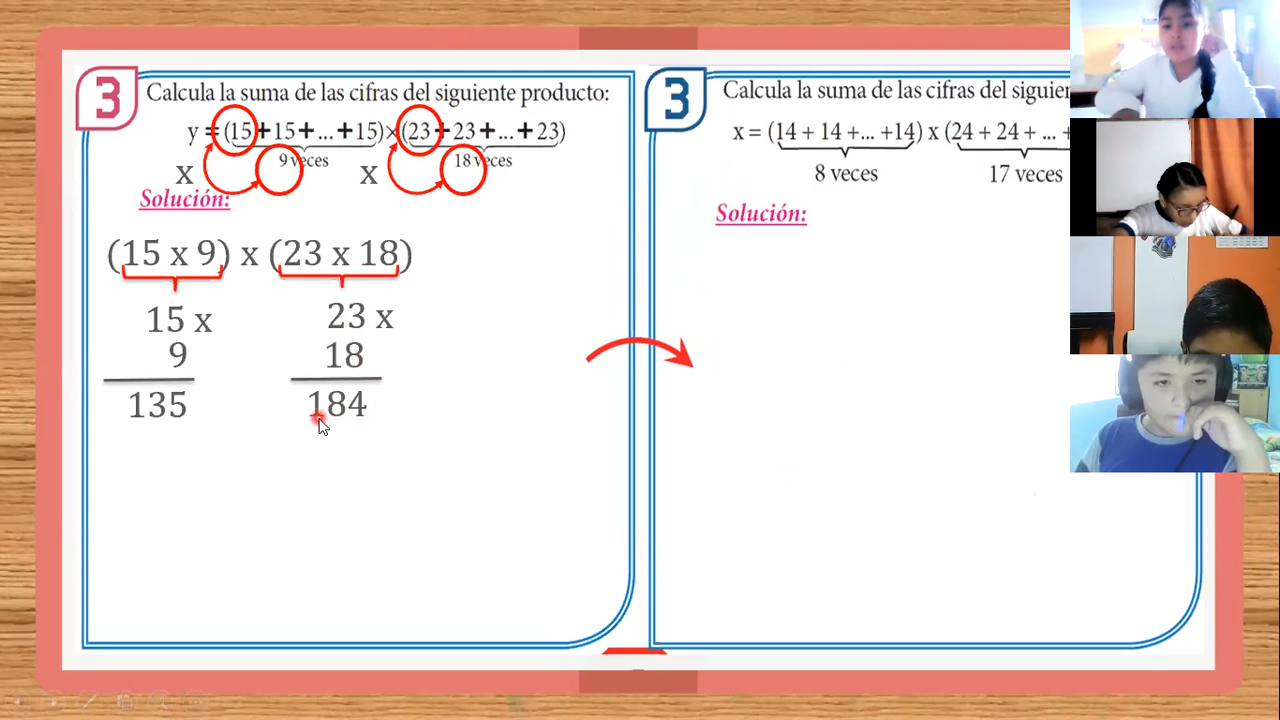 3
Calcula la suma de las cifras del siguiente producto:
y = (15+15+...+15)×(23+23+...+23)
9 veces
18 veces
x
x
Solución:
(15 x 9) x (23 x 18)
15 x
9
135
23 x
18
184
3
Calcula la suma de las cifras del
x = (14 + 14 +... +14) x (24 + 24 + ... +
8 veces
17 veces
Solución: